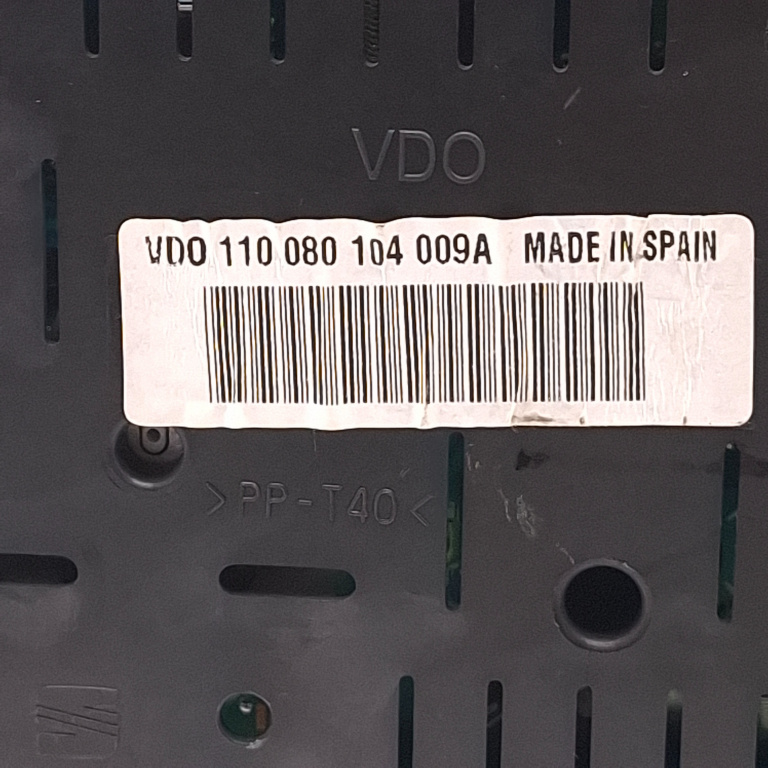 VDO
VDO 110 080 104 009A MADE IN SPAIN
>PP-T40<